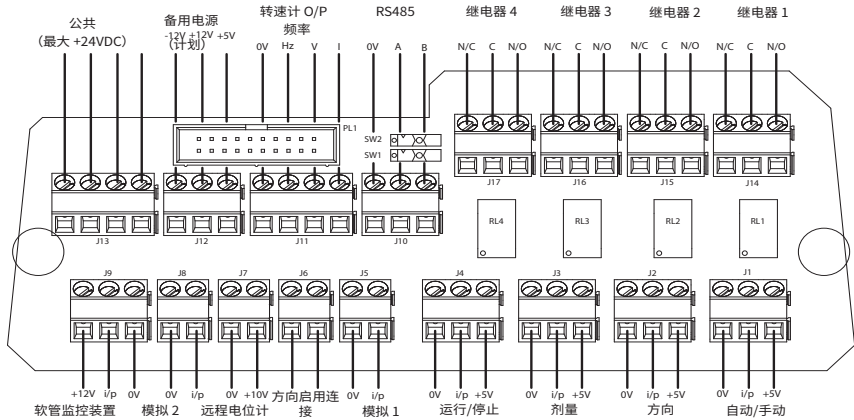 公共
（最大 +24VDC）
备用电源
（计划）
-12V +12V +5V
转速计 O/P
频率
0V Hz V I
RS485
0V A B
继电器 4
N/C C N/O
继电器 3
N/C C N/O
继电器 2
N/C C N/O
继电器 1
N/C C N/O
PL1
SW2
SW1
J17
J16
J15
J14
J13
J12
J11
J10
RL4
RL3
RL2
RL1
J9
J8
J7
J6
J5
J4
J3
J2
J1
+12V i/p 0V
软管监控装置
0V i/p
模拟 2
0V +10V
远程电位计
方向启用连
接
0V i/p
模拟 1
0V i/p +5V
运行/停止
0V i/p +5V
剂量
0V i/p +5V
方向
0V i/p +5V
自动/手动